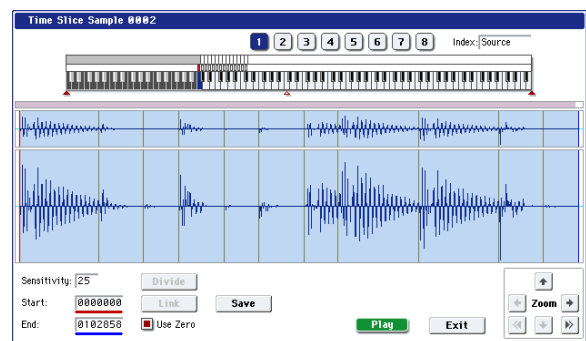 Time Slice Sample 0002
1 2 3 4 5 6 7 8 Index: Source
Sensitivity: 25 Divide
Start: 0000000 Link Save
End: 0102858 Use Zero Play Exit
Zoom